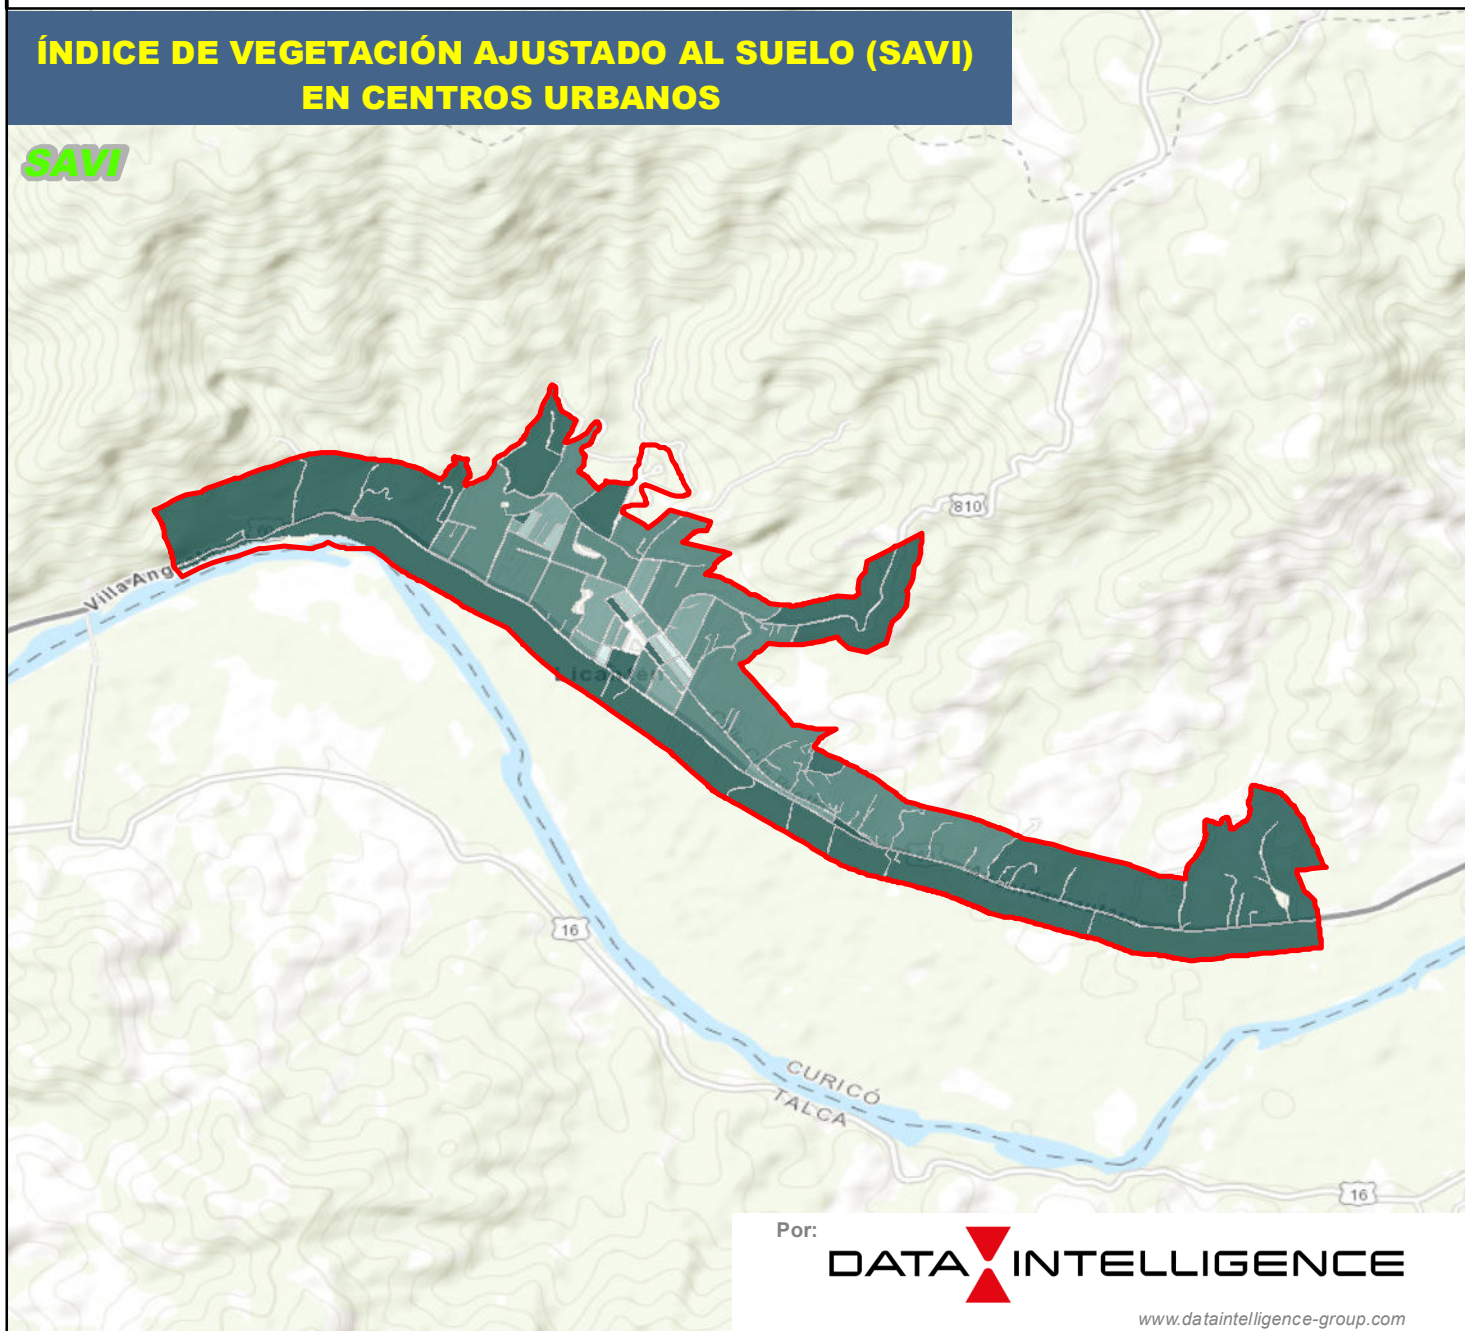 ÍNDICE DE VEGETACIÓN AJUSTADO AL SUELO (SAVI)
EN CENTROS URBANOS
SAVI
810
Villa Ang
Licantén
16
CURICÓ
TALCA
16
Por:
DATA INTELLIGENCE
www.dataintelligence-group.com